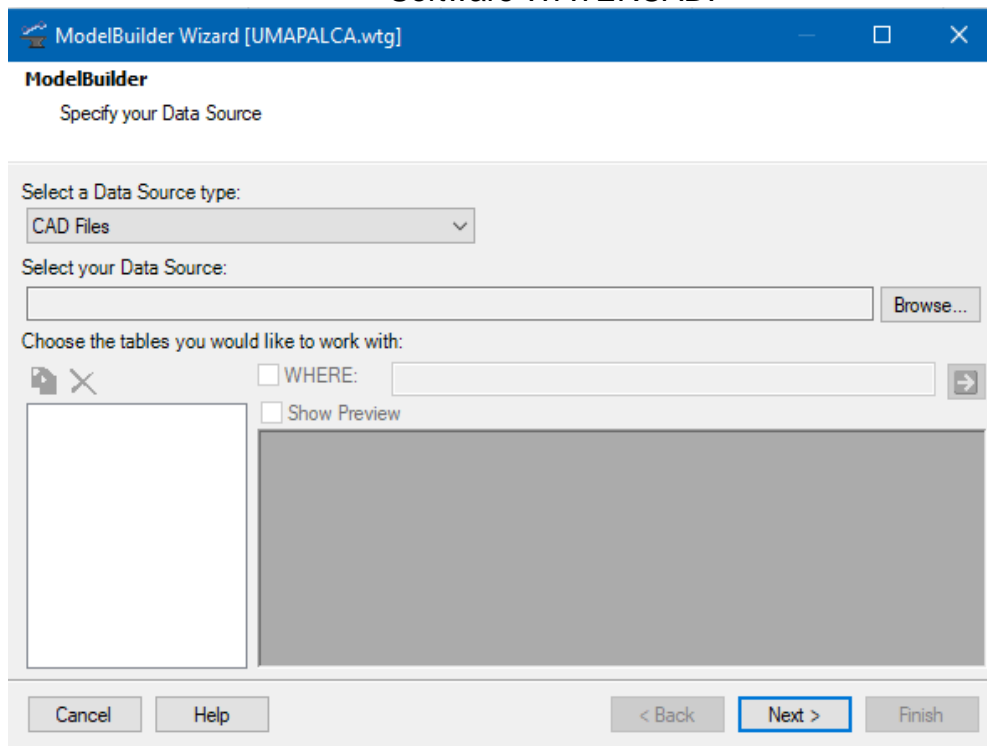 ModelBuilder Wizard [UMAPALCA.wtg]
ModelBuilder
Specify your Data Source
Select a Data Source type:
CAD Files
Select your Data Source:
Browse...
Choose the tables you would like to work with:
WHERE:
Show Preview
Cancel Help < Back Next > Finish